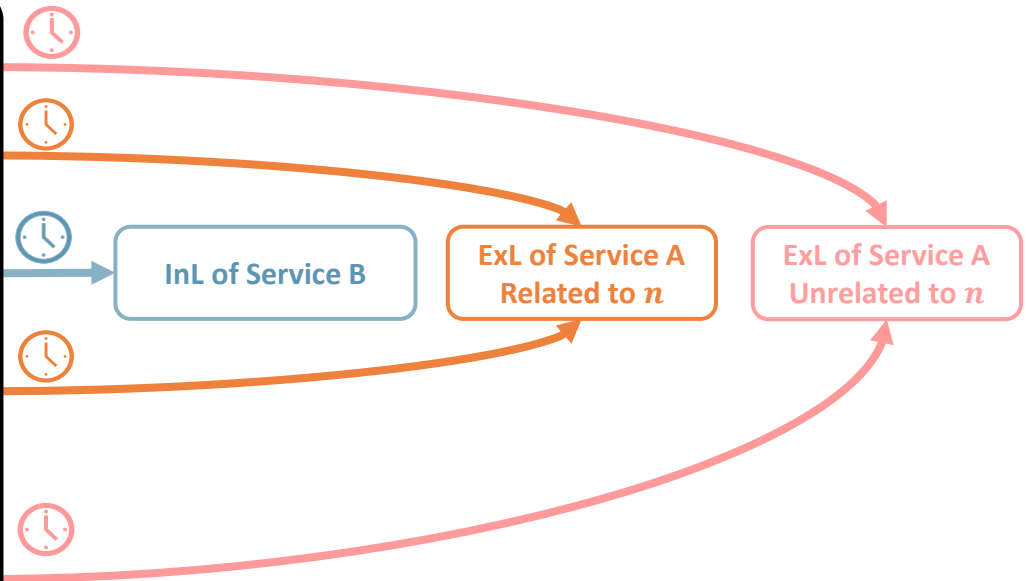 InL of Service B
ExL of Service A
Related to n
ExL of Service A
Unrelated to n